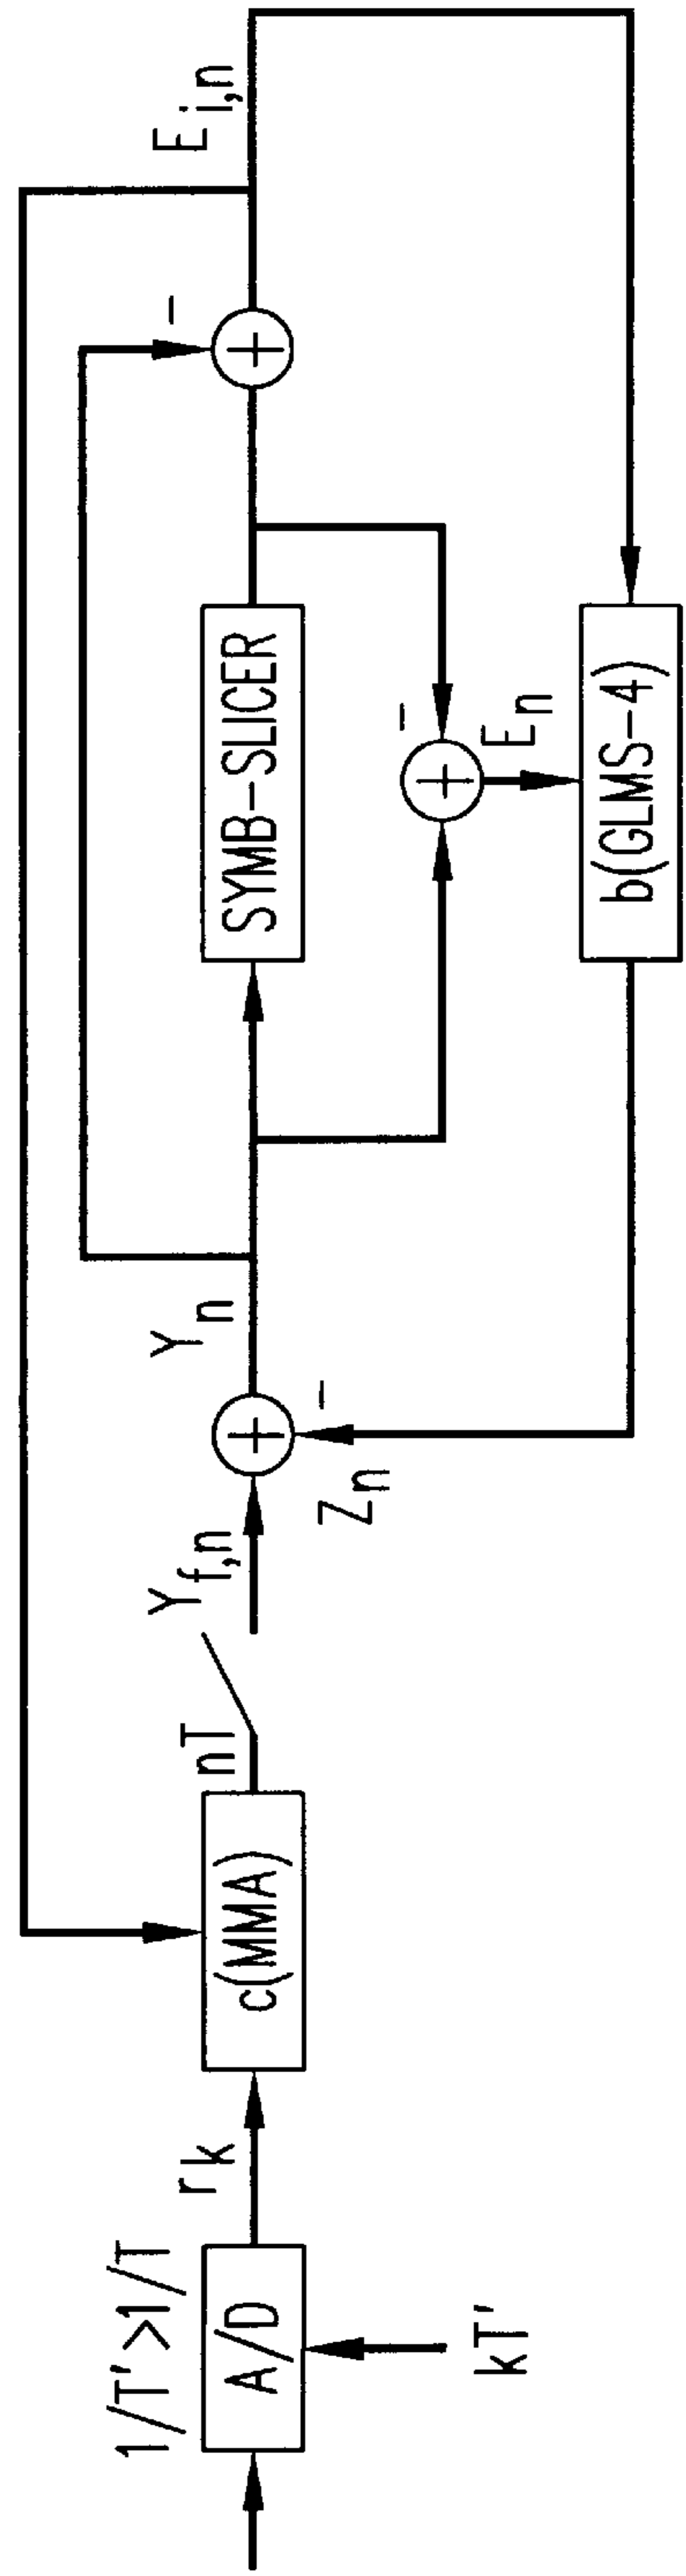 1/T'>1/T
A/D
kT'
r_k
c(MMA)
nT
Y_f,n
Z_n
−
Y_n
SYMB-SLICER
−
E_n
b(GLMS-4)
−
E_i,n